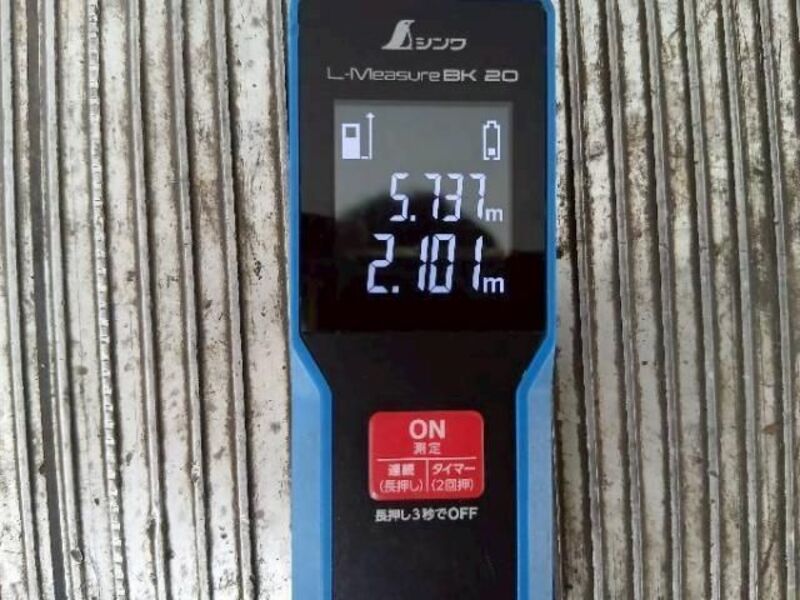 シンワ
L-Measure BK 20
5.737m
2.101m
ON
測定
連続 タイマー
(長押し) (2回押)
長押し3秒でOFF